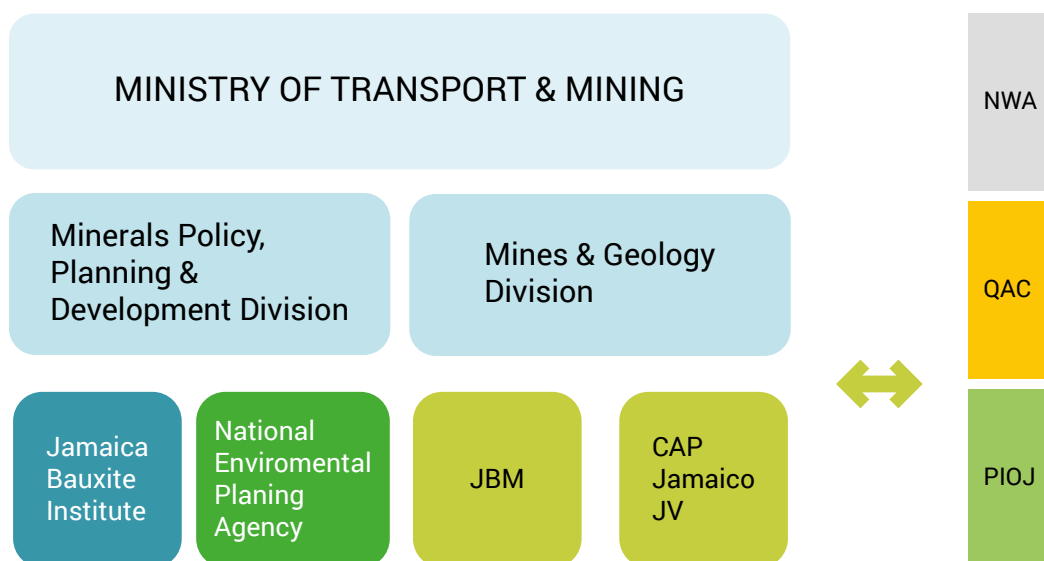 MINISTRY OF TRANSPORT & MINING
Minerals Policy,
Planning &
Development Division
Mines & Geology
Division
Jamaica
Bauxite
Institute
National
Enviromental
Planing
Agency
JBM
CAP
Jamaico
JV
NWA
QAC
PIOJ